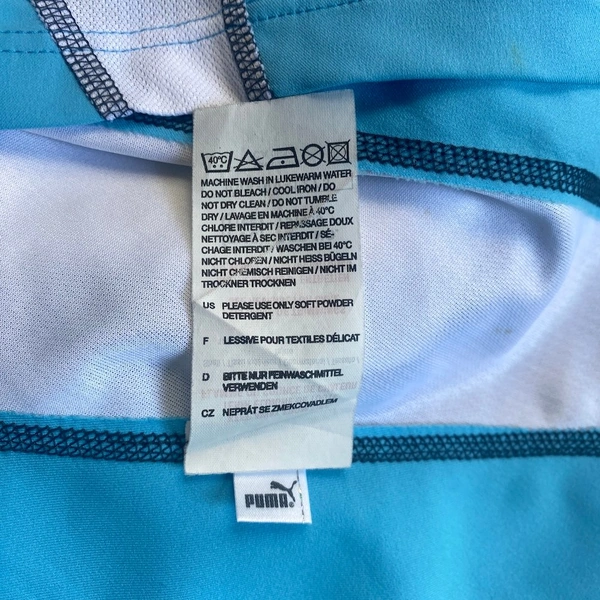 40°C
MACHINE WASH IN LUKEWARM WATER
DO NOT BLEACH / COOL IRON / DO
NOT DRY CLEAN / DO NOT TUMBLE
DRY / LAVAGE EN MACHINE À 40°C
CHLORE INTERDIT / REPASSAGE DOUX
NETTOYAGE À SEC INTERDIT / SÉ-
CHAGE INTERDIT / WASCHEN BEI 40°C
NICHT CHLOREN / NICHT HEISS BÜGELN
NICHT CHEMISCH REINIGEN / NICHT IM
TROCKNER TROCKNEN
US PLEASE USE ONLY SOFT POWDER
DETERGENT
F LESSIVE POUR TEXTILES DÉLICAT
D BITTE NUR FEINWASCHMITTEL
VERWENDEN
CZ NEPRÁT SE ZMEKCOVADLEM
PUMA